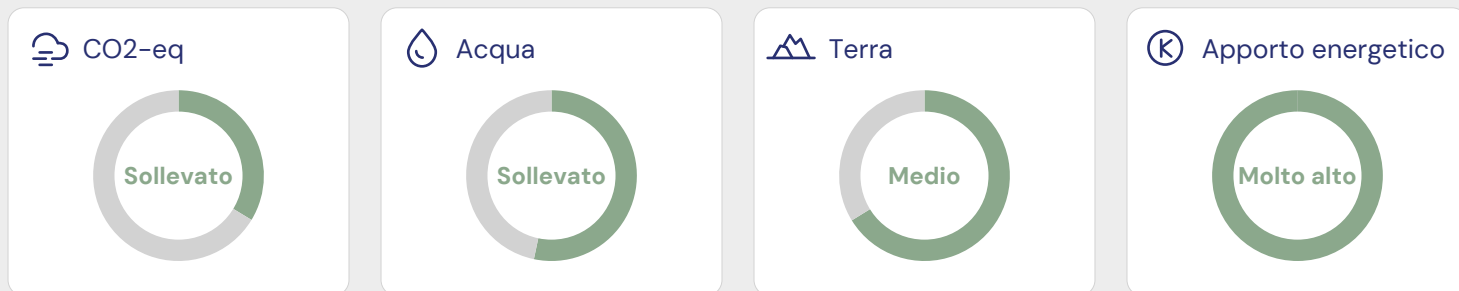 CO2-eq
Sollevato
Acqua
Sollevato
Terra
Medio
Apporto energetico
Molto alto